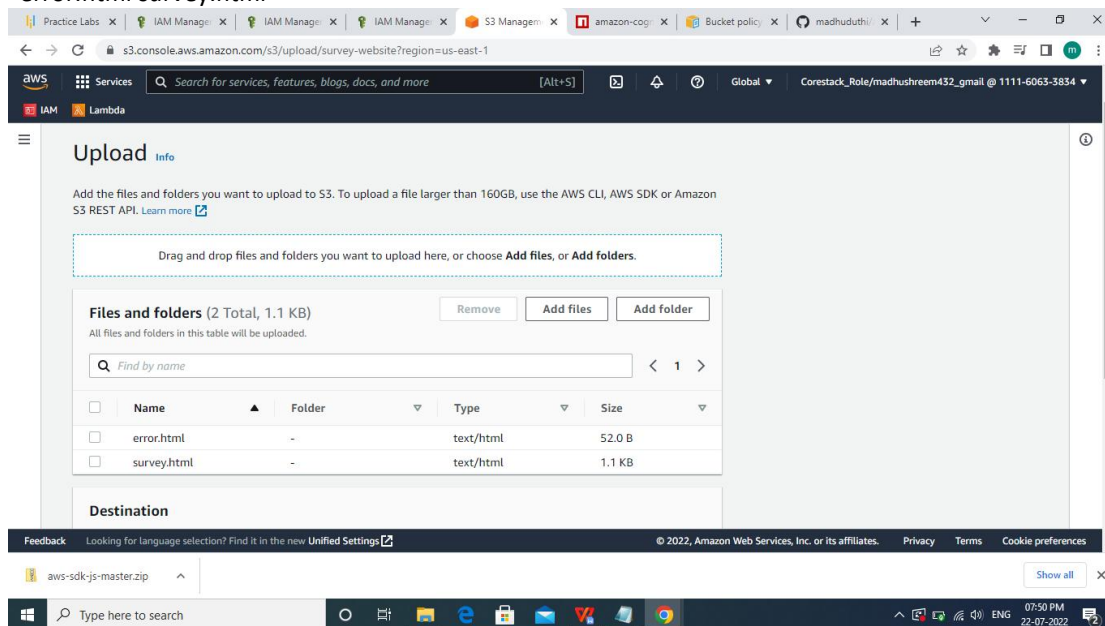 error.html survey.html
Practice Labs
IAM Manage
IAM Manage
IAM Manage
S3 Managem
amazon-cogn
Bucket policy
madhuduthi/
s3.console.aws.amazon.com/s3/upload/survey-website?region=us-east-1
m
aws
Services
Search for services, features, blogs, docs, and more
[Alt+S]
Global
Corestack_Role/madhushreem432_gmail @ 1111-6063-3834
IAM
Lambda
Upload Info
Add the files and folders you want to upload to S3. To upload a file larger than 160GB, use the AWS CLI, AWS SDK or Amazon
S3 REST API. Learn more
Drag and drop files and folders you want to upload here, or choose Add files, or Add folders.
Files and folders (2 Total, 1.1 KB)
Remove
Add files
Add folder
All files and folders in this table will be uploaded.
Find by name
1
Name Folder Type Size
error.html - text/html 52.0 B
survey.html - text/html 1.1 KB
Destination
Feedback
Looking for language selection? Find it in the new Unified Settings
© 2022, Amazon Web Services, Inc. or its affiliates.
Privacy
Terms
Cookie preferences
aws-sdk-js-master.zip
Show all
Type here to search
ENG
07:50 PM
22-07-2022
2